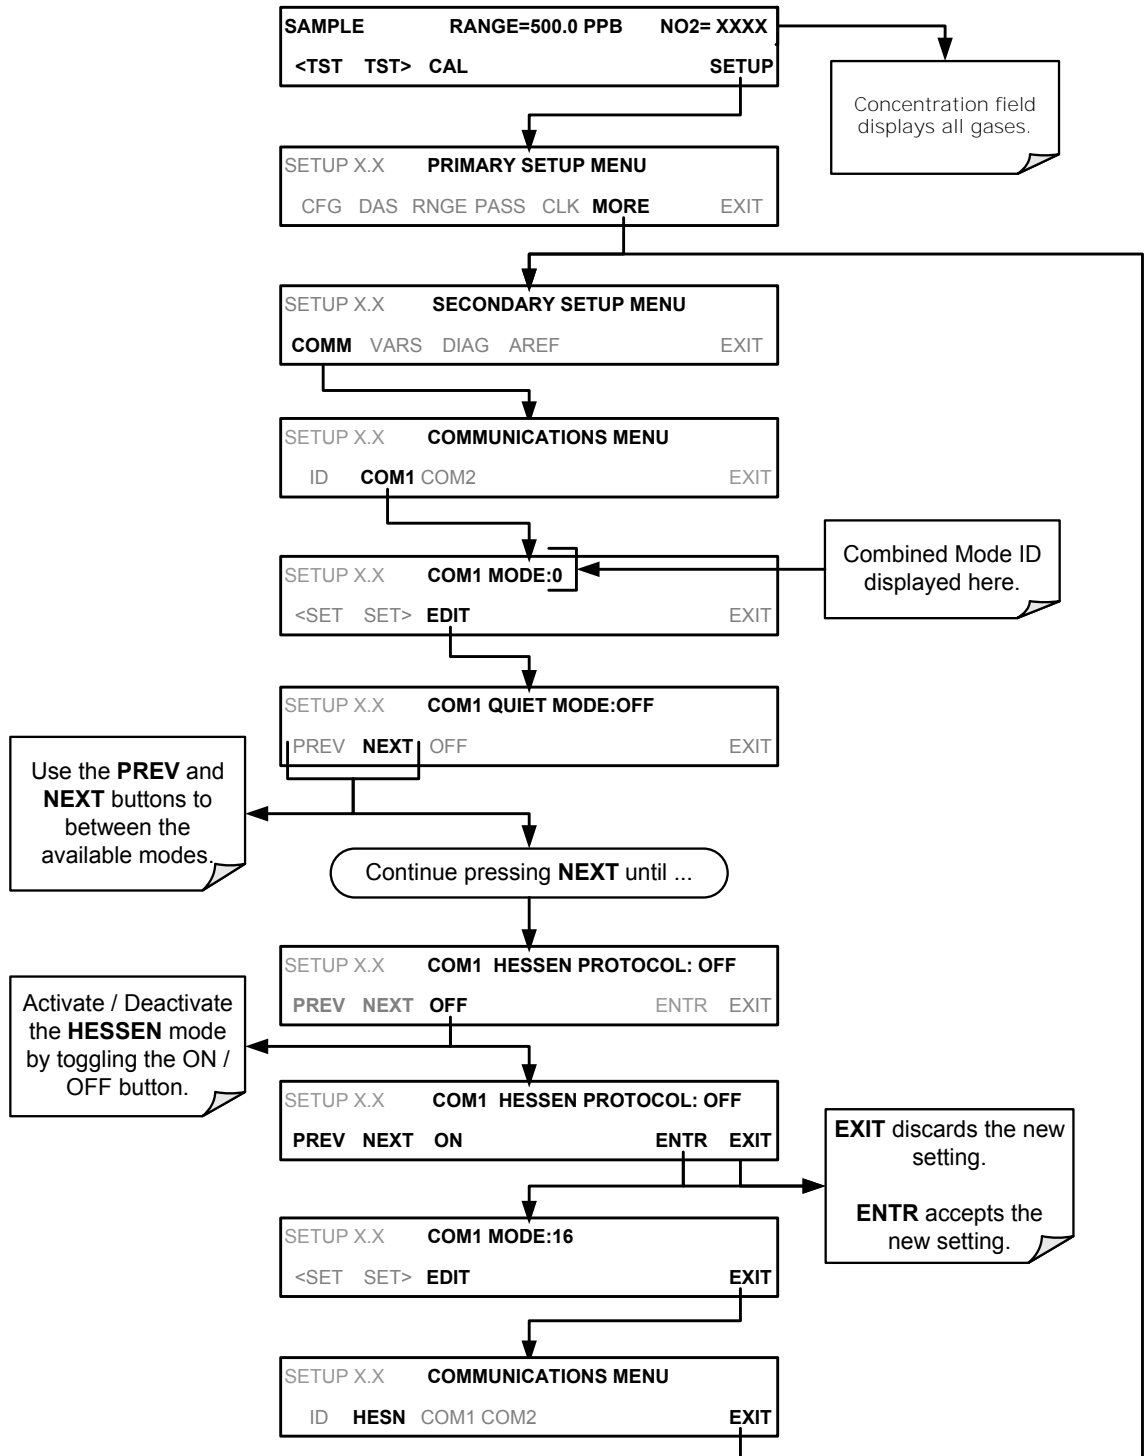 SAMPLE RANGE=500.0 PPB NO2= XXXX
<TST TST> CAL SETUP
Concentration field
displays all gases.
SETUP X.X PRIMARY SETUP MENU
CFG DAS RNGE PASS CLK MORE EXIT
SETUP X.X SECONDARY SETUP MENU
COMM VARS DIAG AREF EXIT
SETUP X.X COMMUNICATIONS MENU
ID COM1 COM2 EXIT
SETUP X.X COM1 MODE:0
<SET SET> EDIT EXIT
Combined Mode ID
displayed here.
SETUP X.X COM1 QUIET MODE:OFF
PREV NEXT OFF EXIT
Use the PREV and
NEXT buttons to
between the
available modes.
Continue pressing NEXT until ...
SETUP X.X COM1 HESSEN PROTOCOL: OFF
PREV NEXT OFF ENTR EXIT
Activate / Deactivate
the HESSEN mode
by toggling the ON /
OFF button.
SETUP X.X COM1 HESSEN PROTOCOL: OFF
PREV NEXT ON ENTR EXIT
EXIT discards the new
setting.
ENTR accepts the
new setting.
SETUP X.X COM1 MODE:16
<SET SET> EDIT EXIT
SETUP X.X COMMUNICATIONS MENU
ID HESN COM1 COM2 EXIT